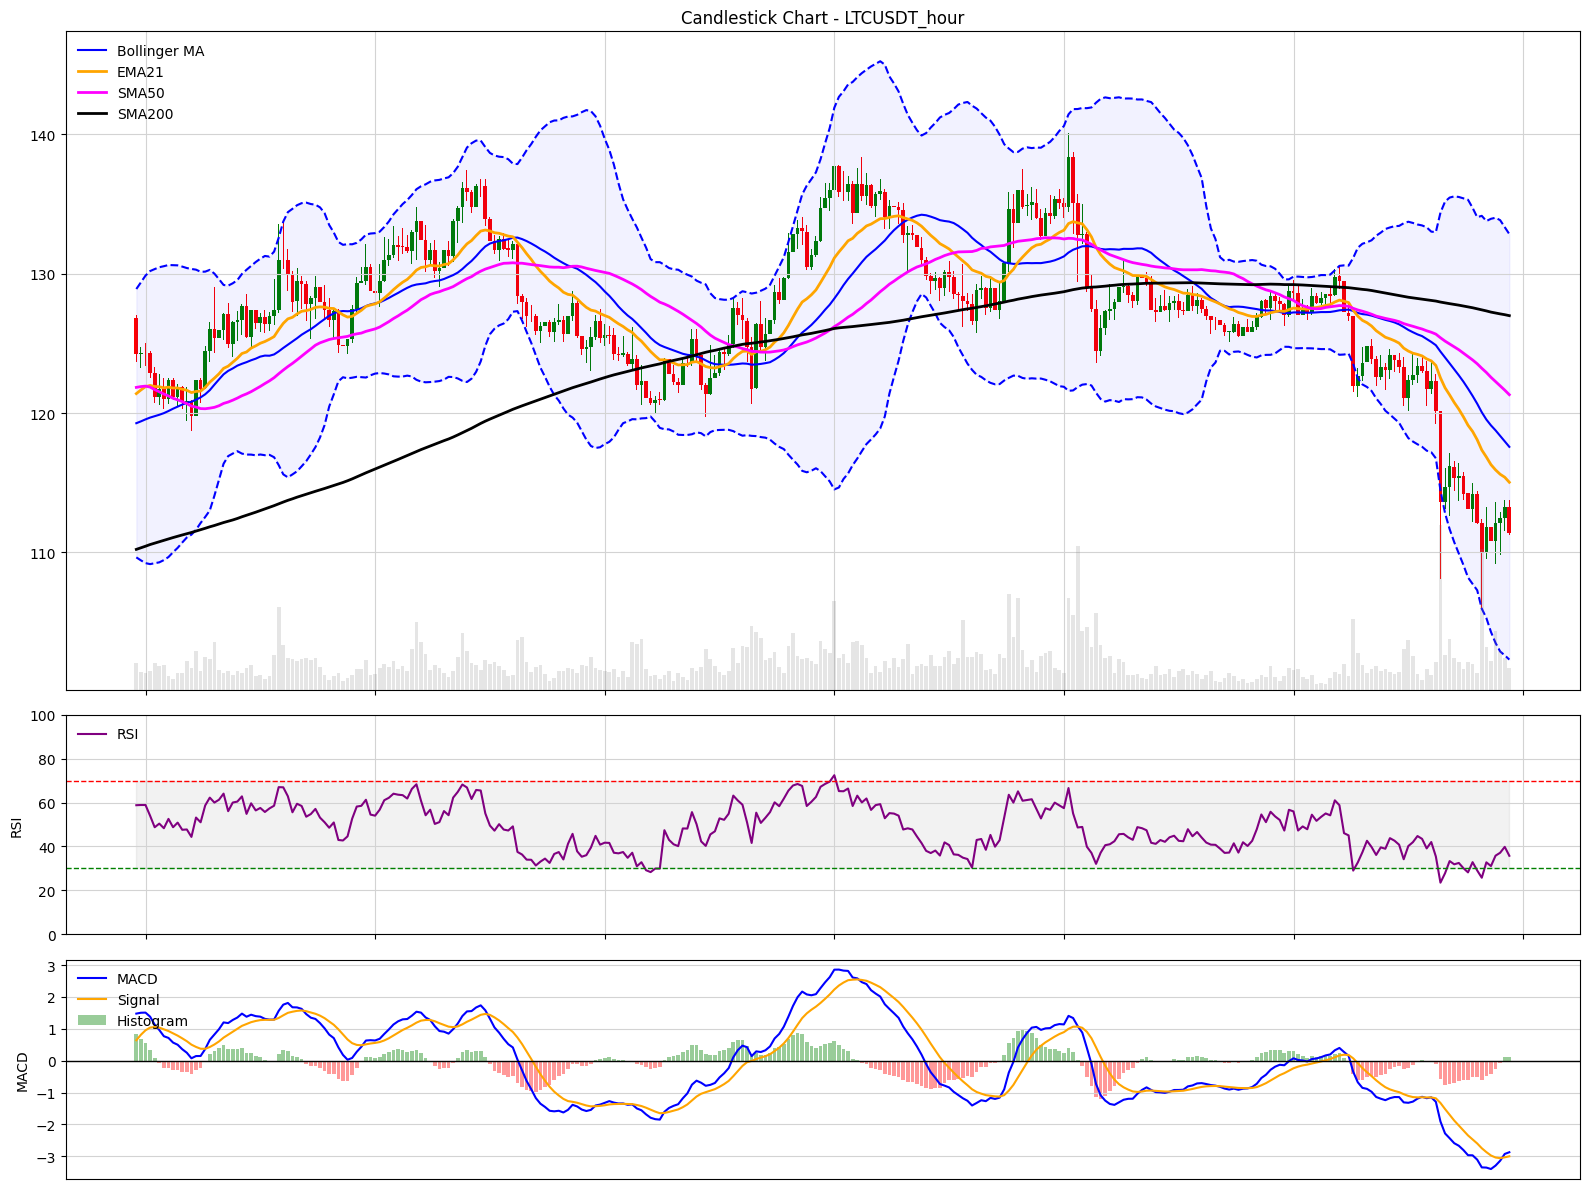 Candlestick Chart - LTCUSDT_hour
Bollinger MA
EMA21
SMA50
SMA200
140
130
120
110
100
RSI
80
60
40
20
0
RSI
3
MACD
2
Signal
1
Histogram
0
−1
−2
−3
MACD